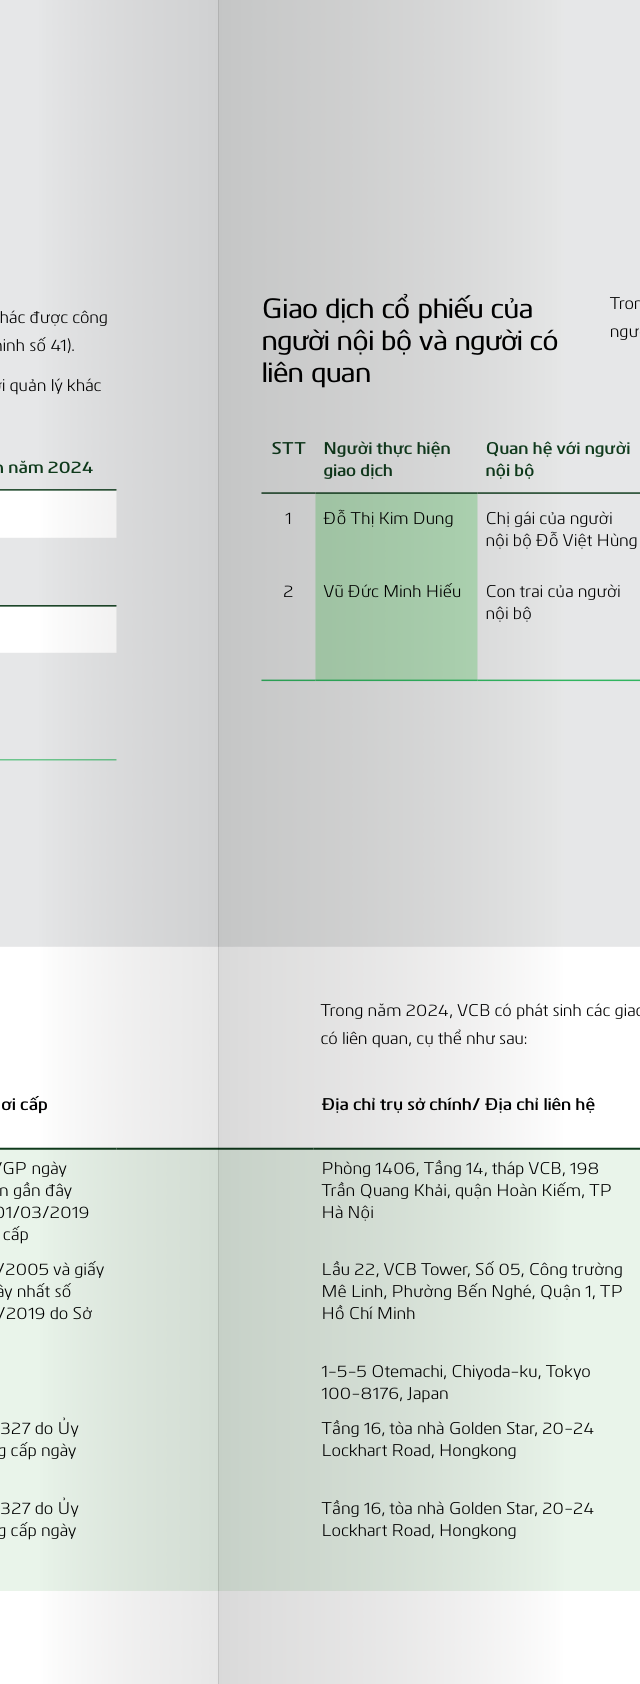 hác được công
inh số 41).
i quản lý khác
năm 2024
Giao dịch cổ phiếu của
người nội bộ và người có
liên quan
STT Người thực hiện giao dịch Quan hệ với người nội bộ
1 Đỗ Thị Kim Dung Chị gái của người
nội bộ Đỗ Việt Hùng
2 Vũ Đức Minh Hiếu Con trai của người
nội bộ
Trong năm 2024, VCB có phát sinh các giao
có liên quan, cụ thể như sau:
ơi cấp
Địa chỉ trụ sở chính/ Địa chỉ liên hệ
/GP ngày
n gần đây
01/03/2019
cấp
/2005 và giấy
ây nhất số
/2019 do Sở
327 do Ủy
g cấp ngày
327 do Ủy
g cấp ngày
Phòng 1406, Tầng 14, tháp VCB, 198
Trần Quang Khải, quận Hoàn Kiếm, TP
Hà Nội
Lầu 22, VCB Tower, Số 05, Công trường
Mê Linh, Phường Bến Nghé, Quận 1, TP
Hồ Chí Minh
1-5-5 Otemachi, Chiyoda-ku, Tokyo
100-8176, Japan
Tầng 16, tòa nhà Golden Star, 20-24
Lockhart Road, Hongkong
Tầng 16, tòa nhà Golden Star, 20-24
Lockhart Road, Hongkong